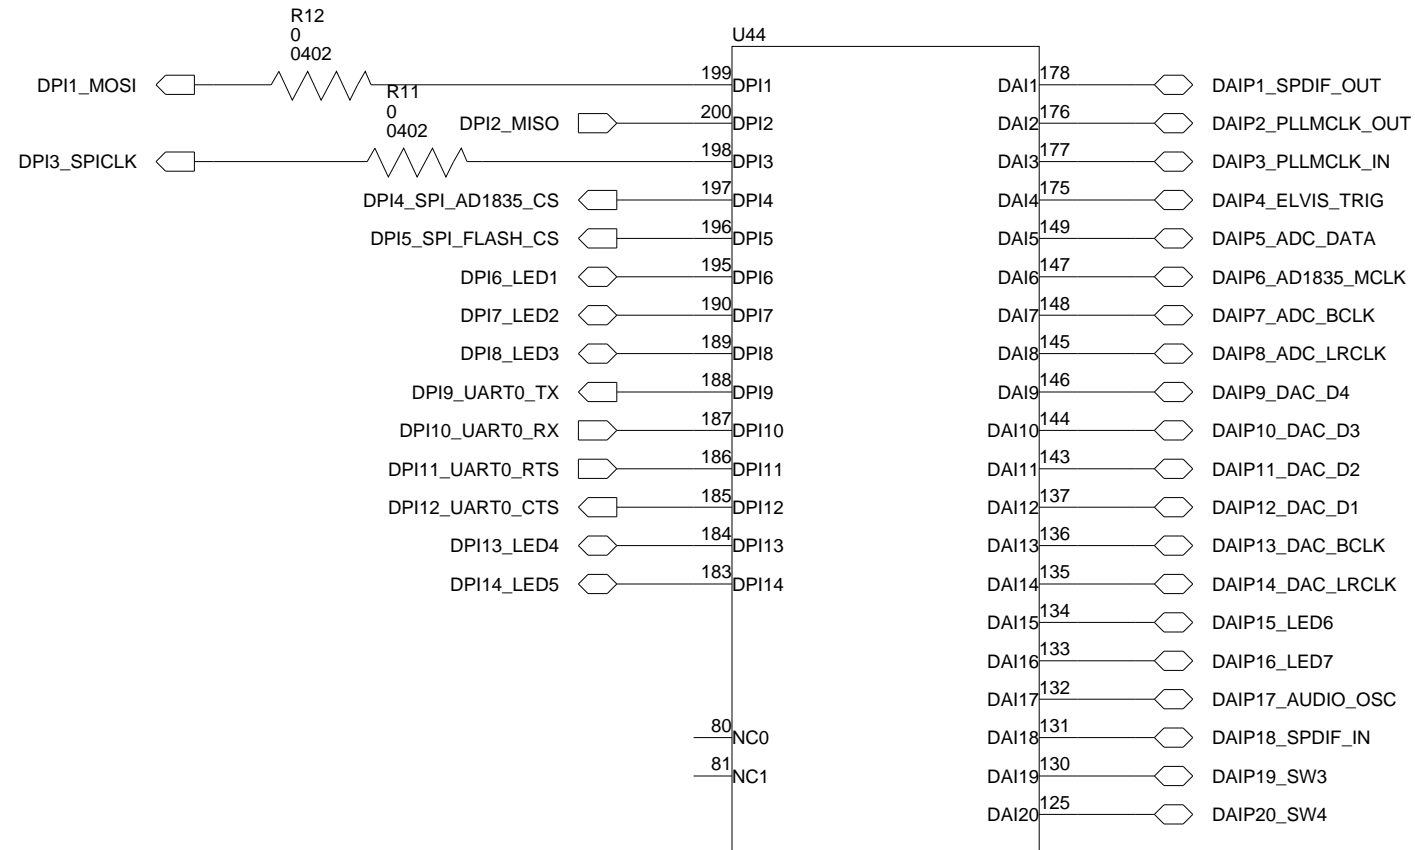 R12
0
0402
U44
DPI1_MOSI 199 DPI1 DAI1 178 DAIP1_SPDIF_OUT
R11
0
0402
DPI2_MISO 200 DPI2 DAI2 176 DAIP2_PLLMCLK_OUT
DPI3_SPICLK 198 DPI3 DAI3 177 DAIP3_PLLMCLK_IN
DPI4_SPI_AD1835_CS 197 DPI4 DAI4 175 DAIP4_ELVIS_TRIG
DPI5_SPI_FLASH_CS 196 DPI5 DAI5 149 DAIP5_ADC_DATA
DPI6_LED1 195 DPI6 DAI6 147 DAIP6_AD1835_MCLK
DPI7_LED2 190 DPI7 DAI7 148 DAIP7_ADC_BCLK
DPI8_LED3 189 DPI8 DAI8 145 DAIP8_ADC_LRCLK
DPI9_UART0_TX 188 DPI9 DAI9 146 DAIP9_DAC_D4
DPI10_UART0_RX 187 DPI10 DAI10 144 DAIP10_DAC_D3
DPI11_UART0_RTS 186 DPI11 DAI11 143 DAIP11_DAC_D2
DPI12_UART0_CTS 185 DPI12 DAI12 137 DAIP12_DAC_D1
DPI13_LED4 184 DPI13 DAI13 136 DAIP13_DAC_BCLK
DPI14_LED5 183 DPI14 DAI14 135 DAIP14_DAC_LRCLK
DAI15 134 DAIP15_LED6
DAI16 133 DAIP16_LED7
DAI17 132 DAIP17_AUDIO_OSC
80 NC0 DAI18 131 DAIP18_SPDIF_IN
81 NC1 DAI19 130 DAIP19_SW3
DAI20 125 DAIP20_SW4